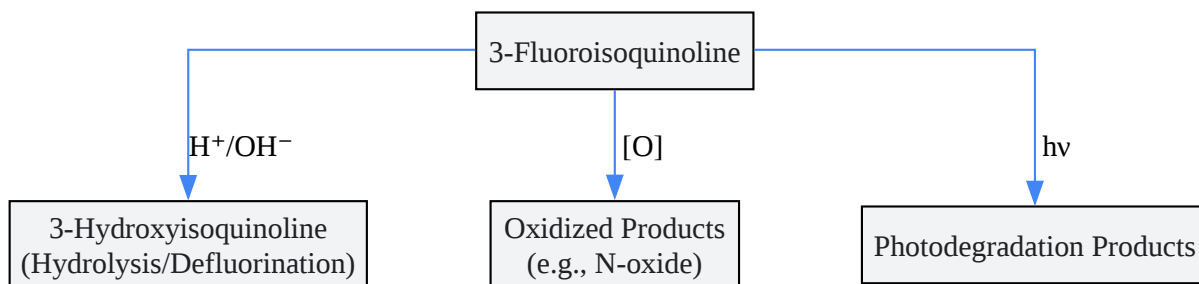 3-Fluoroisoquinoline
H⁺/OH⁻
[O]
hν
3-Hydroxyisoquinoline
(Hydrolysis/Defluorination)
Oxidized Products
(e.g., N-oxide)
Photodegradation Products